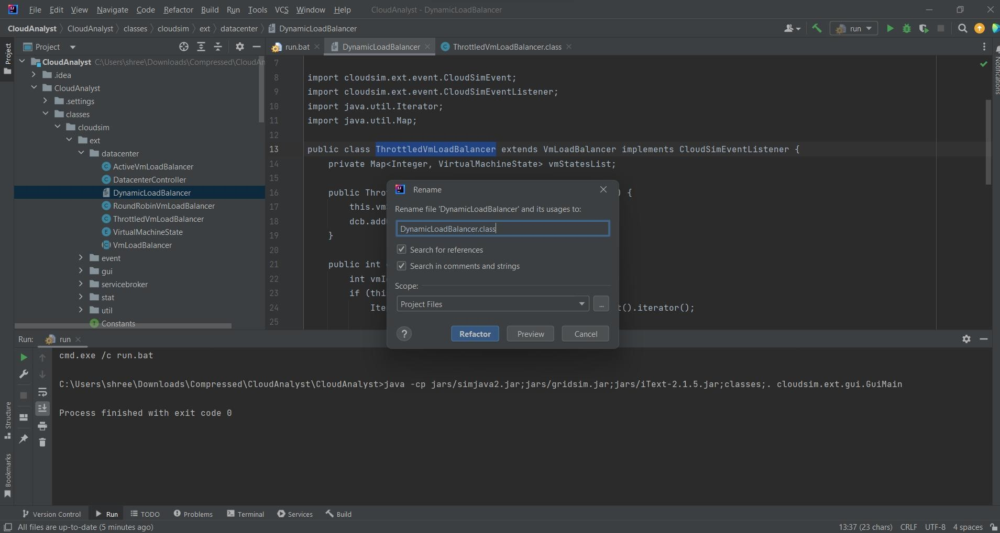 File Edit View Navigate Code Refactor Build Run Tools VCS Window Help CloudAnalyst - DynamicLoadBalancer
CloudAnalyst CloudAnalyst classes cloudsim ext datacenter DynamicLoadBalancer run
Project
Project
CloudAnalyst C:\Users\shree\Downloads\Compressed\CloudAn
.idea
CloudAnalyst
.settings
classes
cloudsim
ext
datacenter
ActiveVmLoadBalancer
DatacenterController
DynamicLoadBalancer
RoundRobinVmLoadBalancer
ThrottledVmLoadBalancer
VirtualMachineState
VmLoadBalancer
event
gui
servicebroker
stat
util
Constants
run.bat DynamicLoadBalancer ThrottledVmLoadBalancer.class
Notifications
7
8 import cloudsim.ext.event.CloudSimEvent;
9 import cloudsim.ext.event.CloudSimEventListener;
10 import java.util.Iterator;
11 import java.util.Map;
12
13 public class ThrottledVmLoadBalancer extends VmLoadBalancer implements CloudSimEventListener {
14 private Map<Integer, VirtualMachineState> vmStatesList;
15
16 public Thro ) {
17 this.vm
18 dcb.add
19 }
20
21 public int
22 int vmI
23 if (thi
24 Ite t().iterator();
25
Rename
Rename file 'DynamicLoadBalancer' and its usages to:
DynamicLoadBalancer.class
Search for references
Search in comments and strings
Scope:
Project Files
...
? Refactor Preview Cancel
Run: run
cmd.exe /c run.bat
C:\Users\shree\Downloads\Compressed\CloudAnalyst\CloudAnalyst>java -cp jars/simjava2.jar;jars/gridsim.jar;jars/iText-2.1.5.jar;classes;. cloudsim.ext.gui.GuiMain
Process finished with exit code 0
Structure
Bookmarks
Version Control Run TODO Problems Terminal Services Build
All files are up-to-date (5 minutes ago) 13:37 (23 chars) CRLF UTF-8 4 spaces